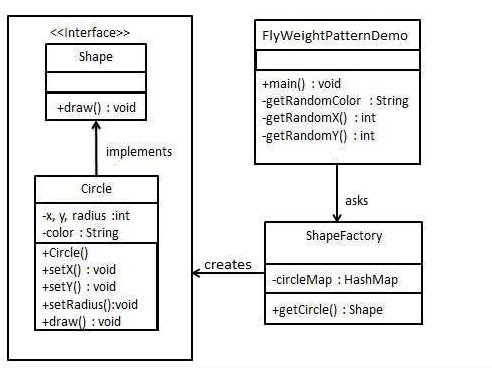 <<Interface>>
Shape
+draw() : void
implements
Circle
-x, y, radius :int
-color : String
+Circle()
+setX() : void
+setY() : void
+setRadius():void
+draw() : void
FlyWeightPatternDemo
+main() : void
-getRandomColor : String
-getRandomX() : int
-getRandomY() : int
asks
ShapeFactory
-circleMap : HashMap
+getCircle() : Shape
creates